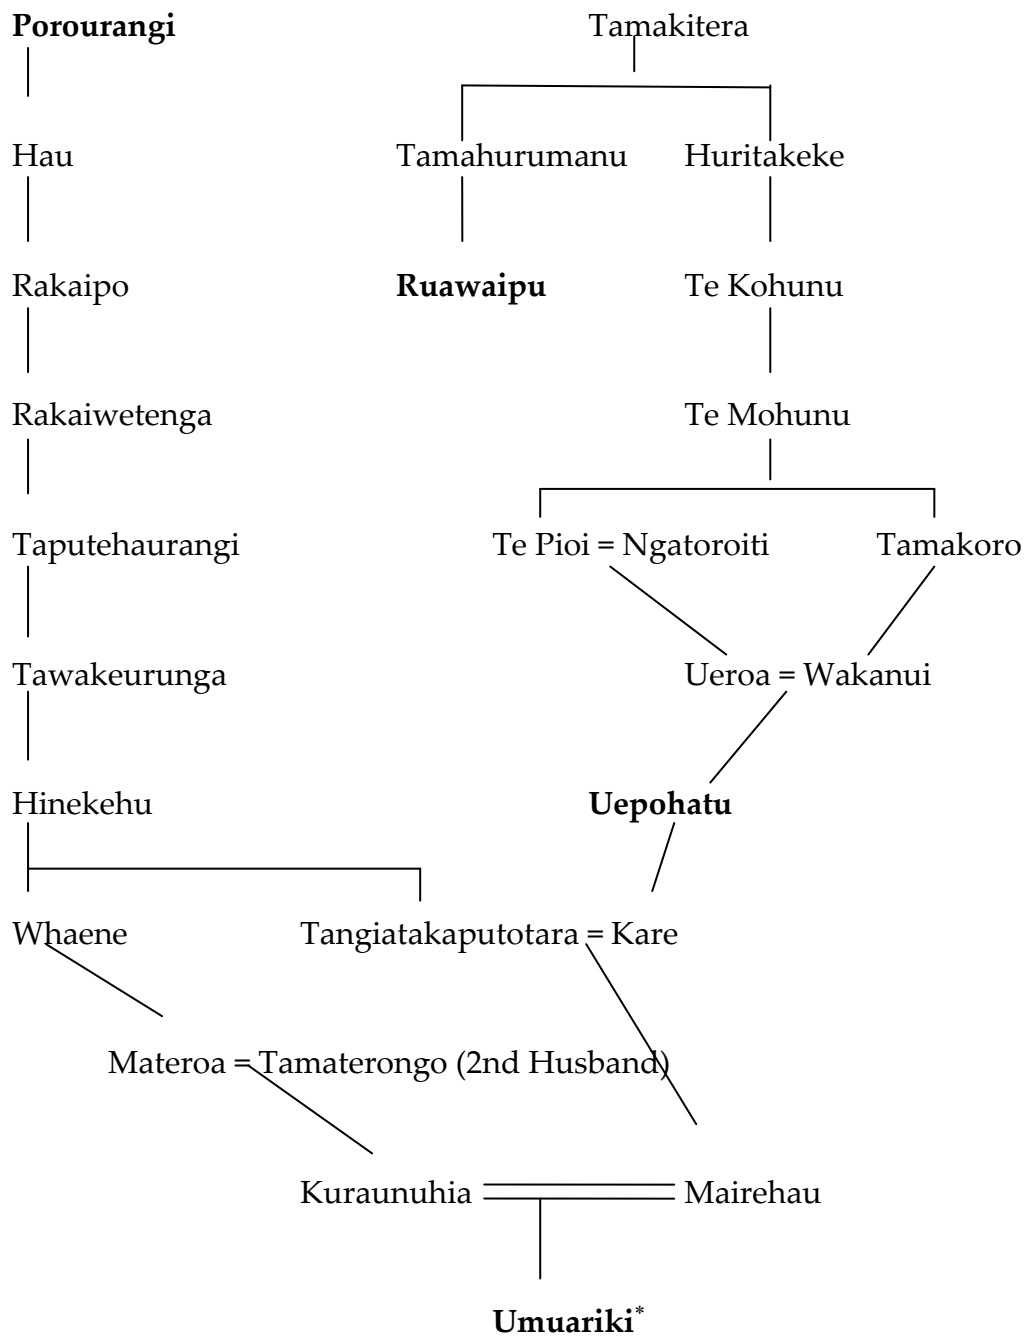 Porourangi Tamakitera
Hau Tamahurumanu Huritakeke
Rakaipo Ruawaipu Te Kohunu
Rakaiwetenga Te Mohunu
Taputehaurangi Te Pioi = Ngatoroiti Tamakoro
Tawakeurunga Ueroa = Wakanui
Hinekehu Uepohatu
Whaene Tangiatakaputotara = Kare
Materoa = Tamaterongo (2nd Husband)
Kuraunuhia Mairehau
Umuariki*